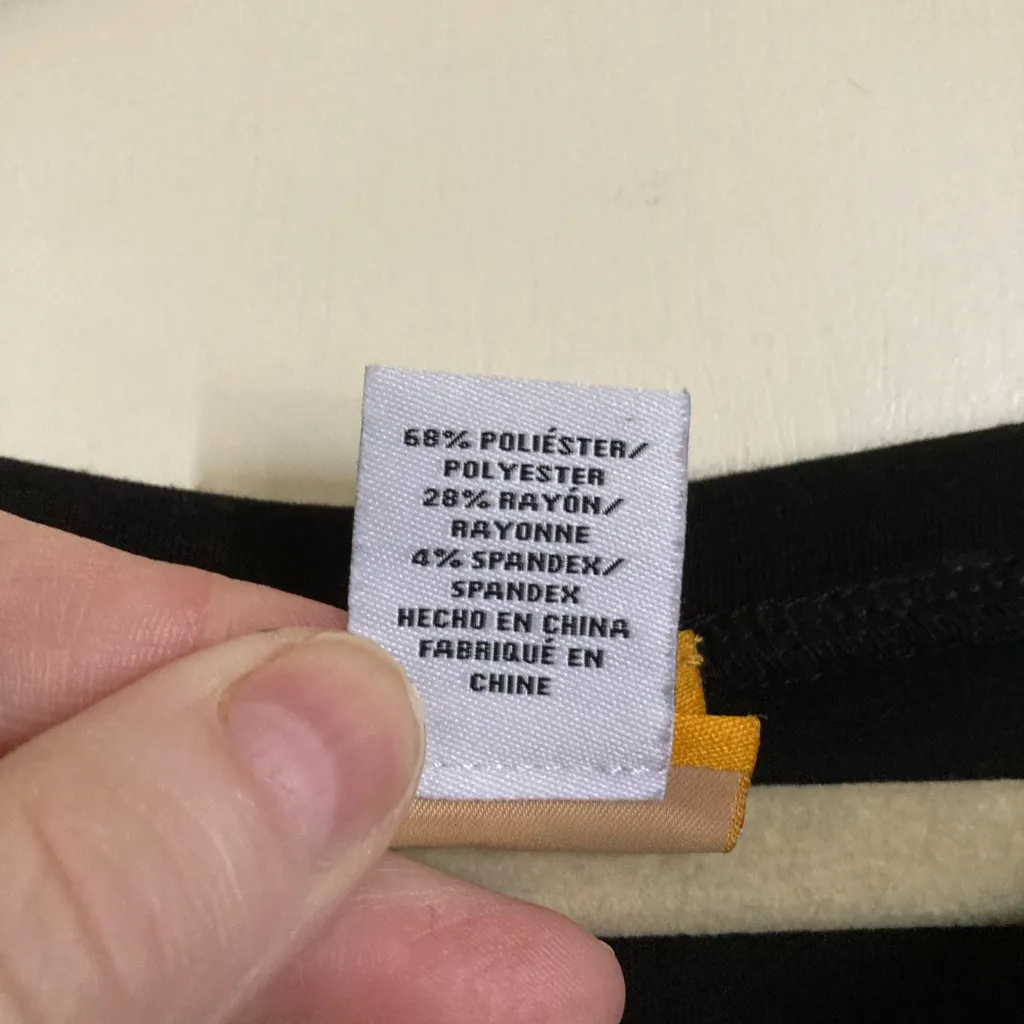 68% POLIÉSTER/
POLYESTER
28% RAYÓN/
RAYONNE
4% SPANDEX/
SPANDEX
HECHO EN CHINA
FABRIQUÉ EN
CHINE